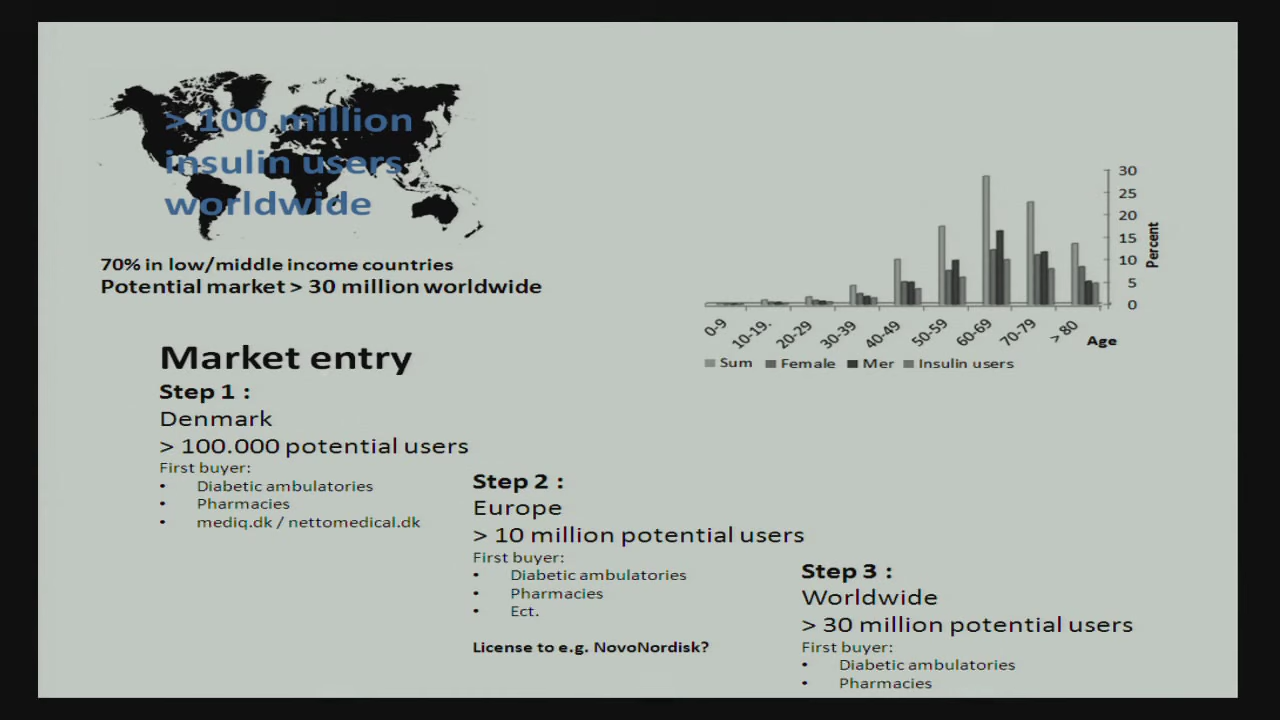 > 100 million
insulin users
worldwide
70% in low/middle income countries
Potential market > 30 million worldwide
30
25
20
15
10
5
0
Percent
0-9
10-19.
20-29
30-39
40-49
50-59
60-69
70-79
> 80
Age
Sum Female Mer Insulin users
Market entry
Step 1 :
Denmark
> 100.000 potential users
First buyer:
• Diabetic ambulatories
• Pharmacies
• mediq.dk / nettomedical.dk
Step 2 :
Europe
> 10 million potential users
First buyer:
• Diabetic ambulatories
• Pharmacies
• Ect.
License to e.g. NovoNordisk?
Step 3 :
Worldwide
> 30 million potential users
First buyer:
• Diabetic ambulatories
• Pharmacies